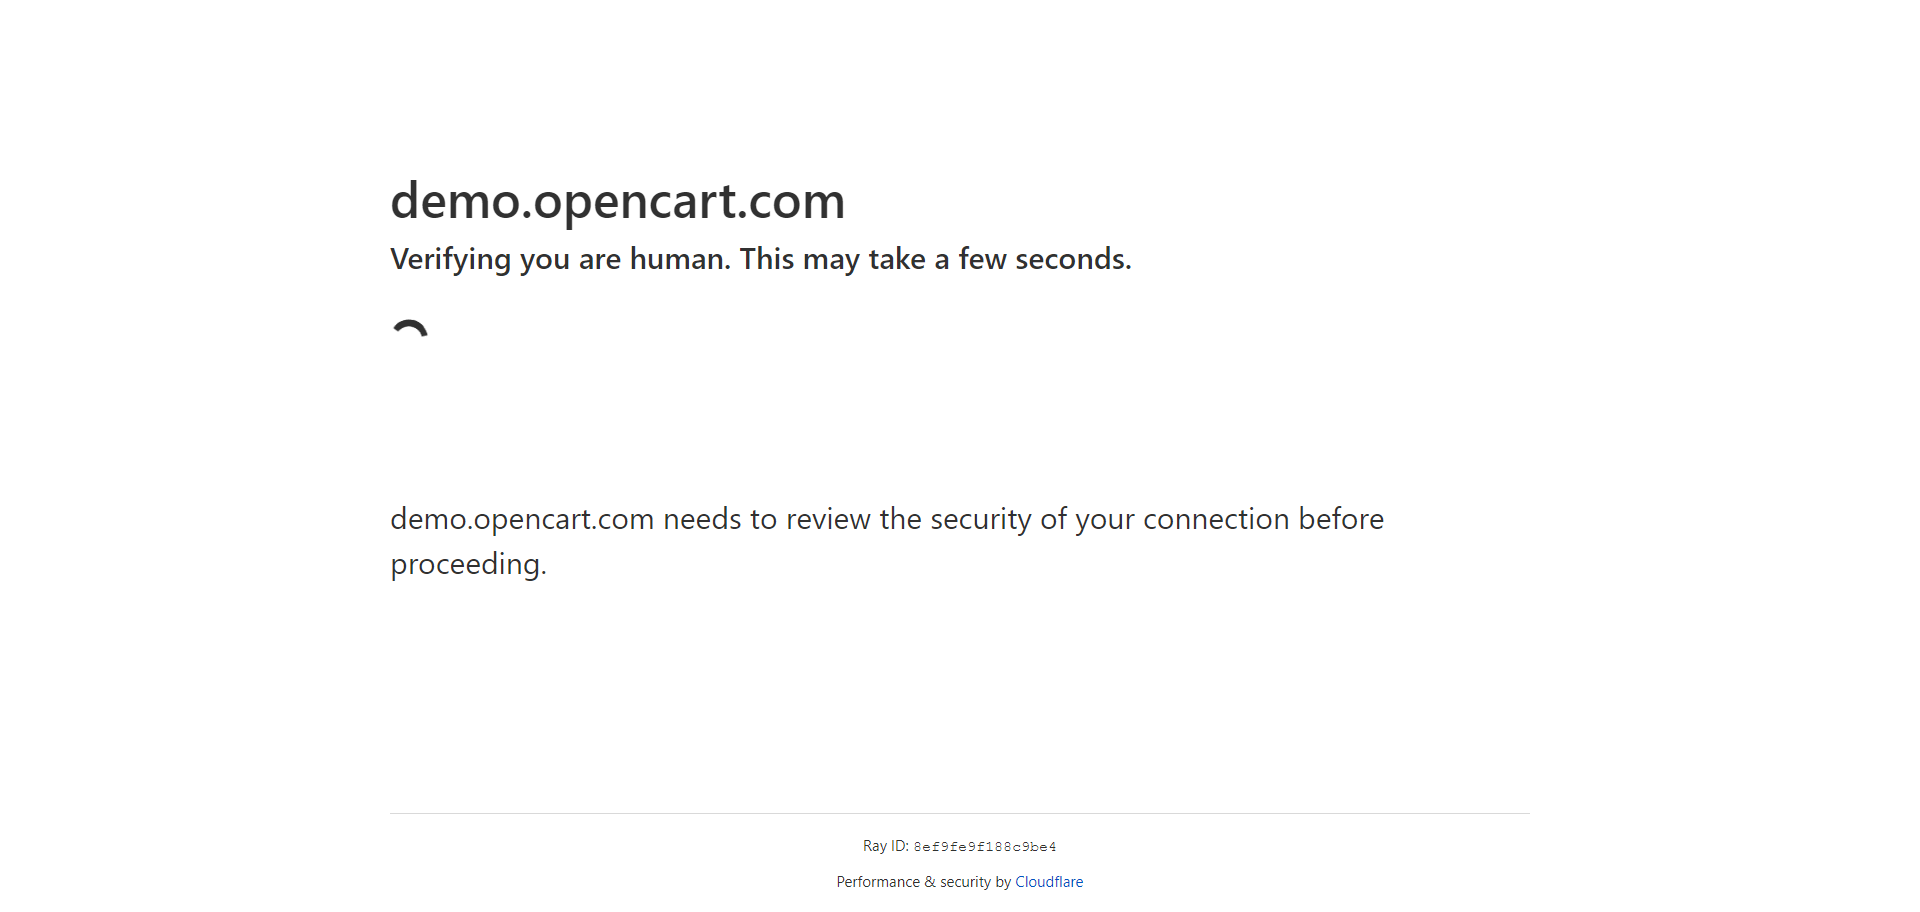 demo.opencart.com
Verifying you are human. This may take a few seconds.
demo.opencart.com needs to review the security of your connection before
proceeding.
Ray ID: 8ef9fe9f188c9be4
Performance & security by Cloudflare